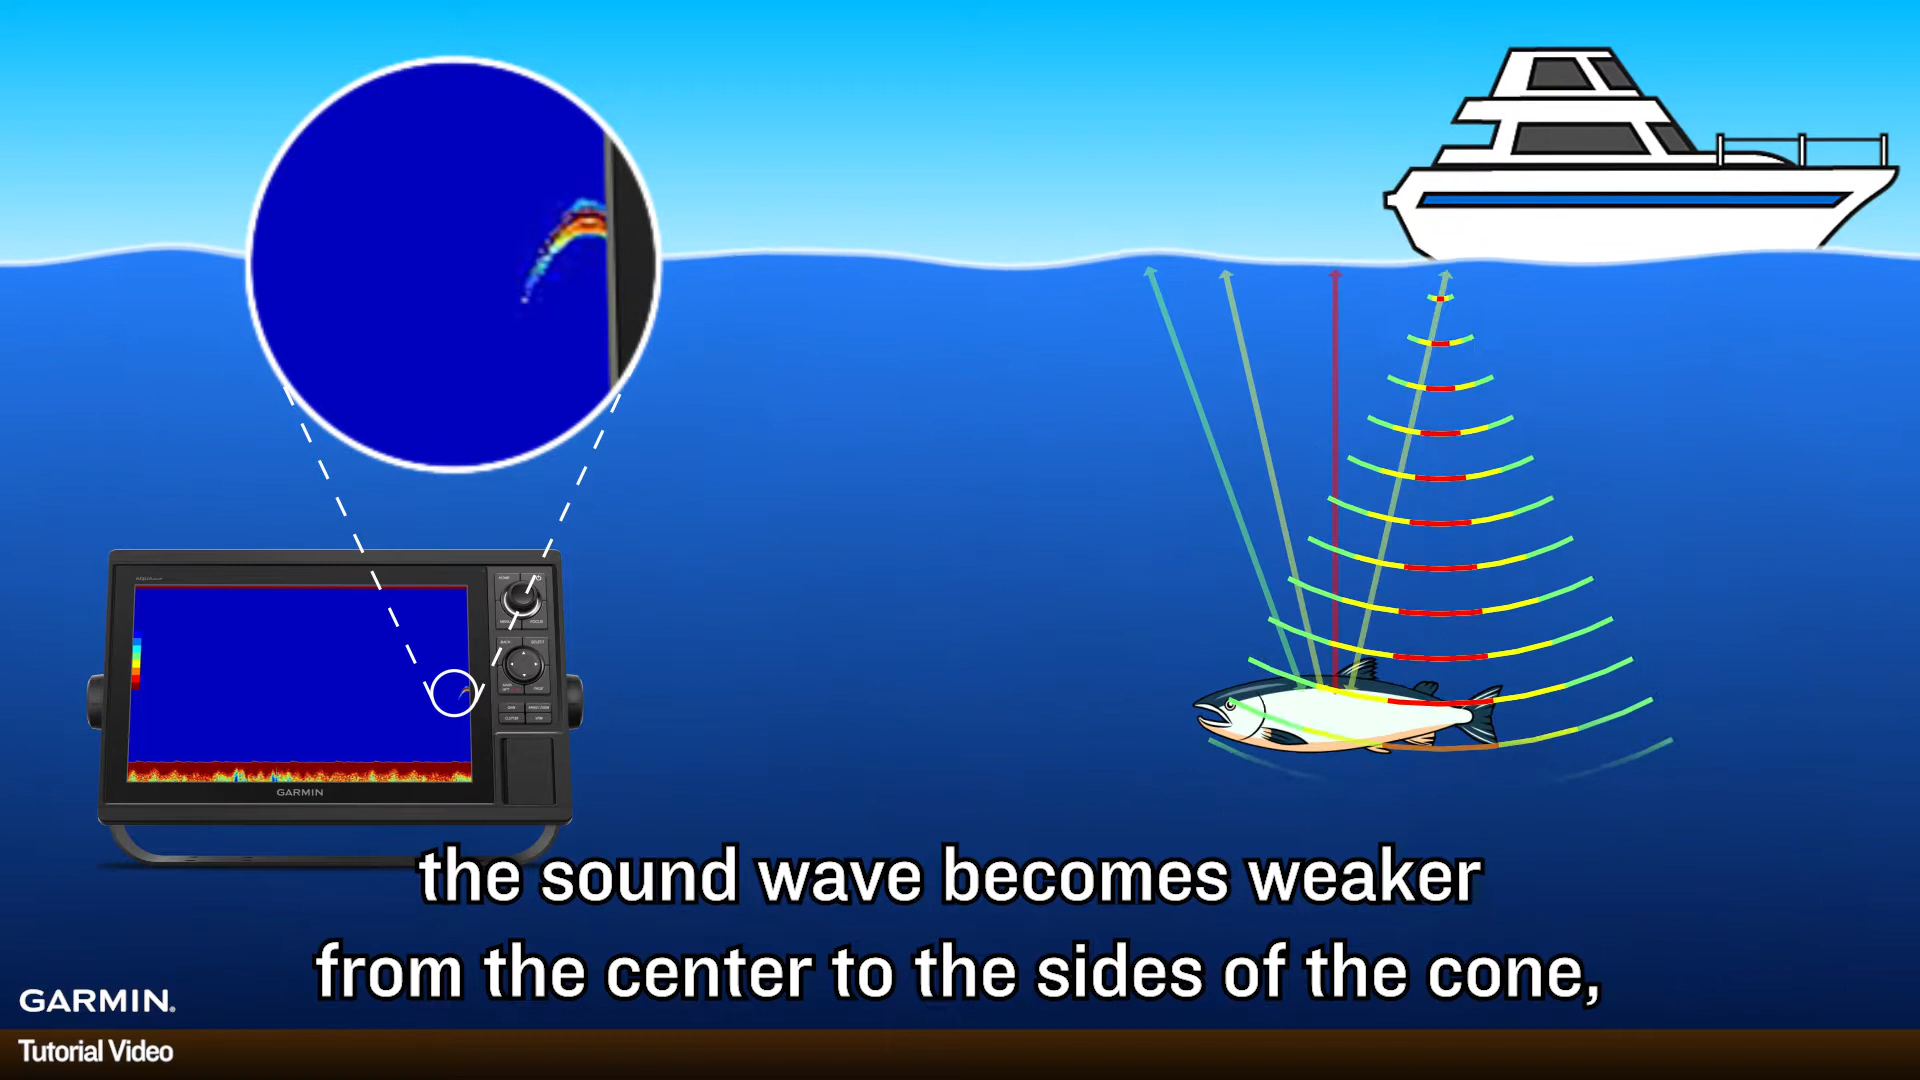 GARMIN
the sound wave becomes weaker
from the center to the sides of the cone,
GARMIN.
Tutorial Video